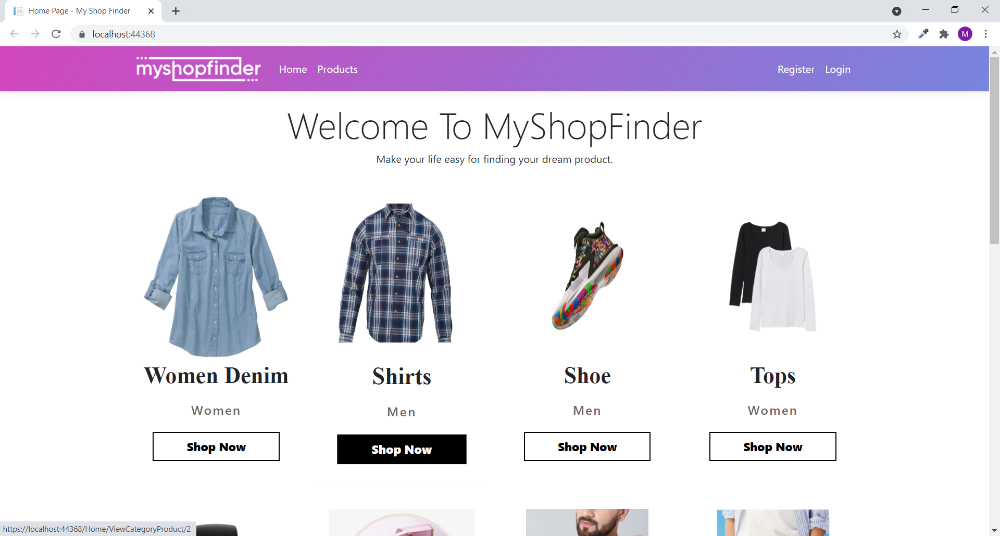 Home Page - My Shop Finder
localhost:44368
M
myshopfinder
Home
Products
Register
Login
Welcome To MyShopFinder
Make your life easy for finding your dream product.
Women Denim
Shirts
Shoe
Tops
Women
Men
Men
Women
Shop Now
Shop Now
Shop Now
Shop Now
https://localhost:44368/Home/ViewCategoryProduct/2